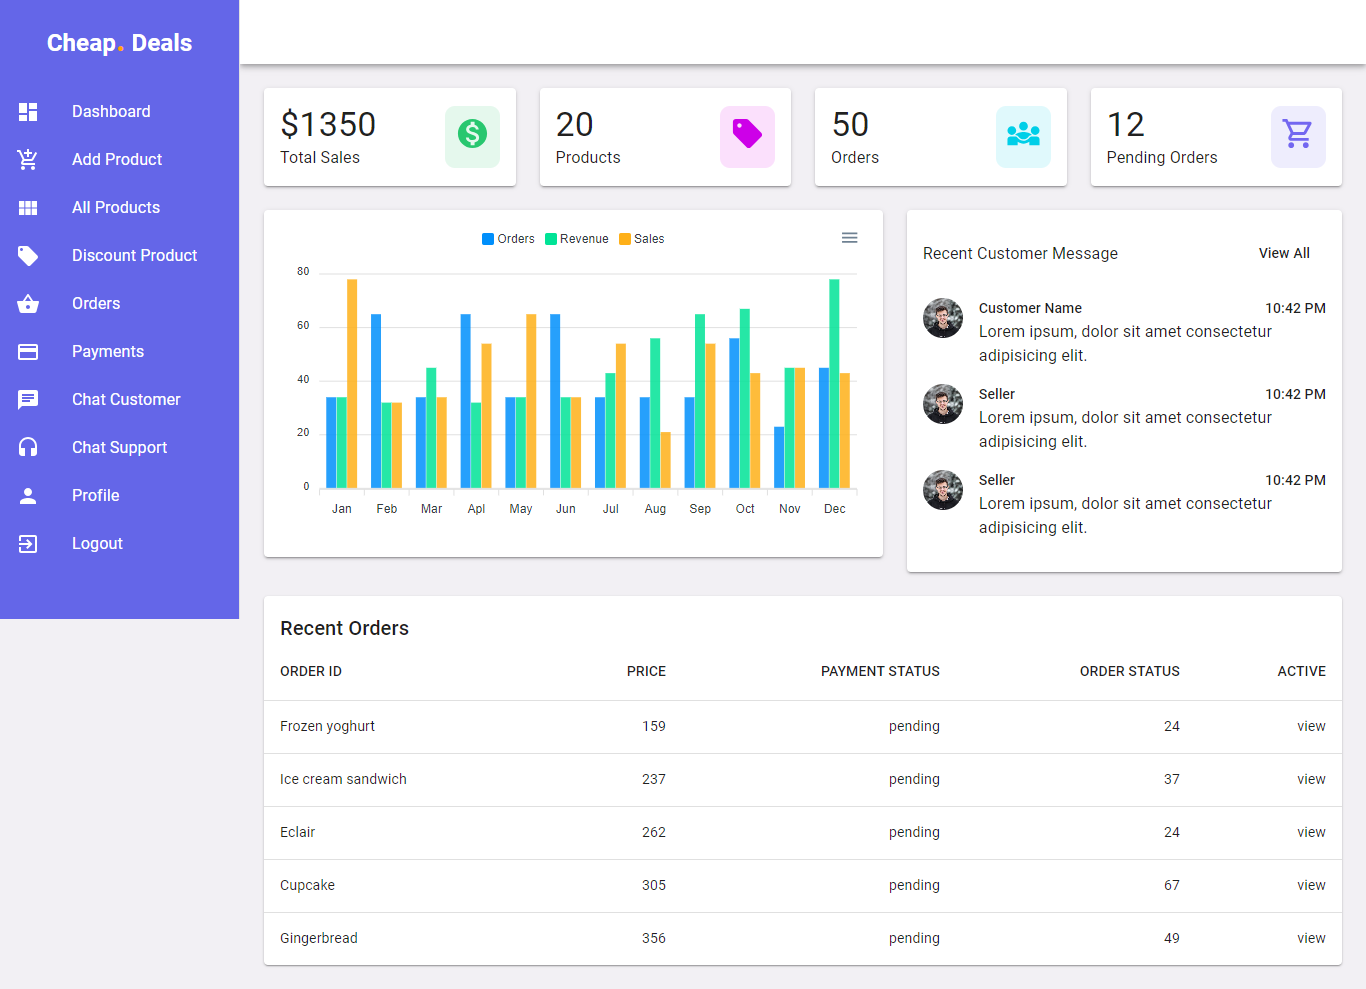 Cheap. Deals
Dashboard
Add Product
All Products
Discount Product
Orders
Payments
Chat Customer
Chat Support
Profile
Logout
$1350
Total Sales
20
Products
50
Orders
12
Pending Orders
Orders Revenue Sales
80
60
40
20
0
Jan Feb Mar Apl May Jun Jul Aug Sep Oct Nov Dec
Recent Customer Message View All
Customer Name 10:42 PM
Lorem ipsum, dolor sit amet consectetur
adipisicing elit.
Seller 10:42 PM
Lorem ipsum, dolor sit amet consectetur
adipisicing elit.
Seller 10:42 PM
Lorem ipsum, dolor sit amet consectetur
adipisicing elit.
Recent Orders
ORDER ID PRICE PAYMENT STATUS ORDER STATUS ACTIVE
Frozen yoghurt 159 pending 24 view
Ice cream sandwich 237 pending 37 view
Eclair 262 pending 24 view
Cupcake 305 pending 67 view
Gingerbread 356 pending 49 view